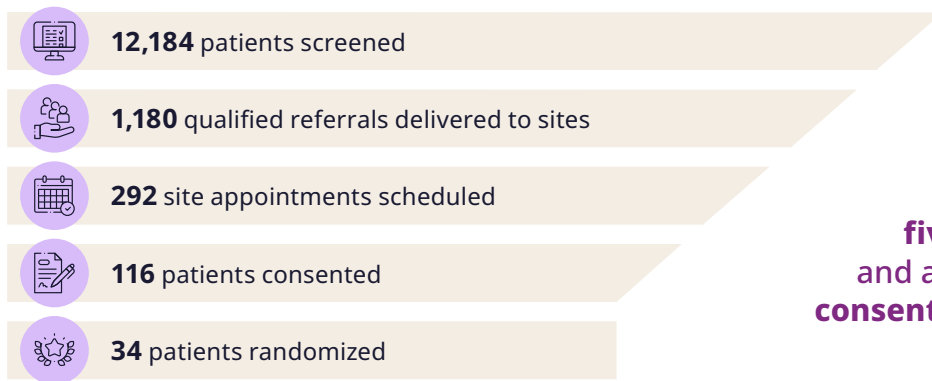 12,184 patients screened
1,180 qualified referrals delivered to sites
292 site appointments scheduled
116 patients consented
34 patients randomized
and a
consent